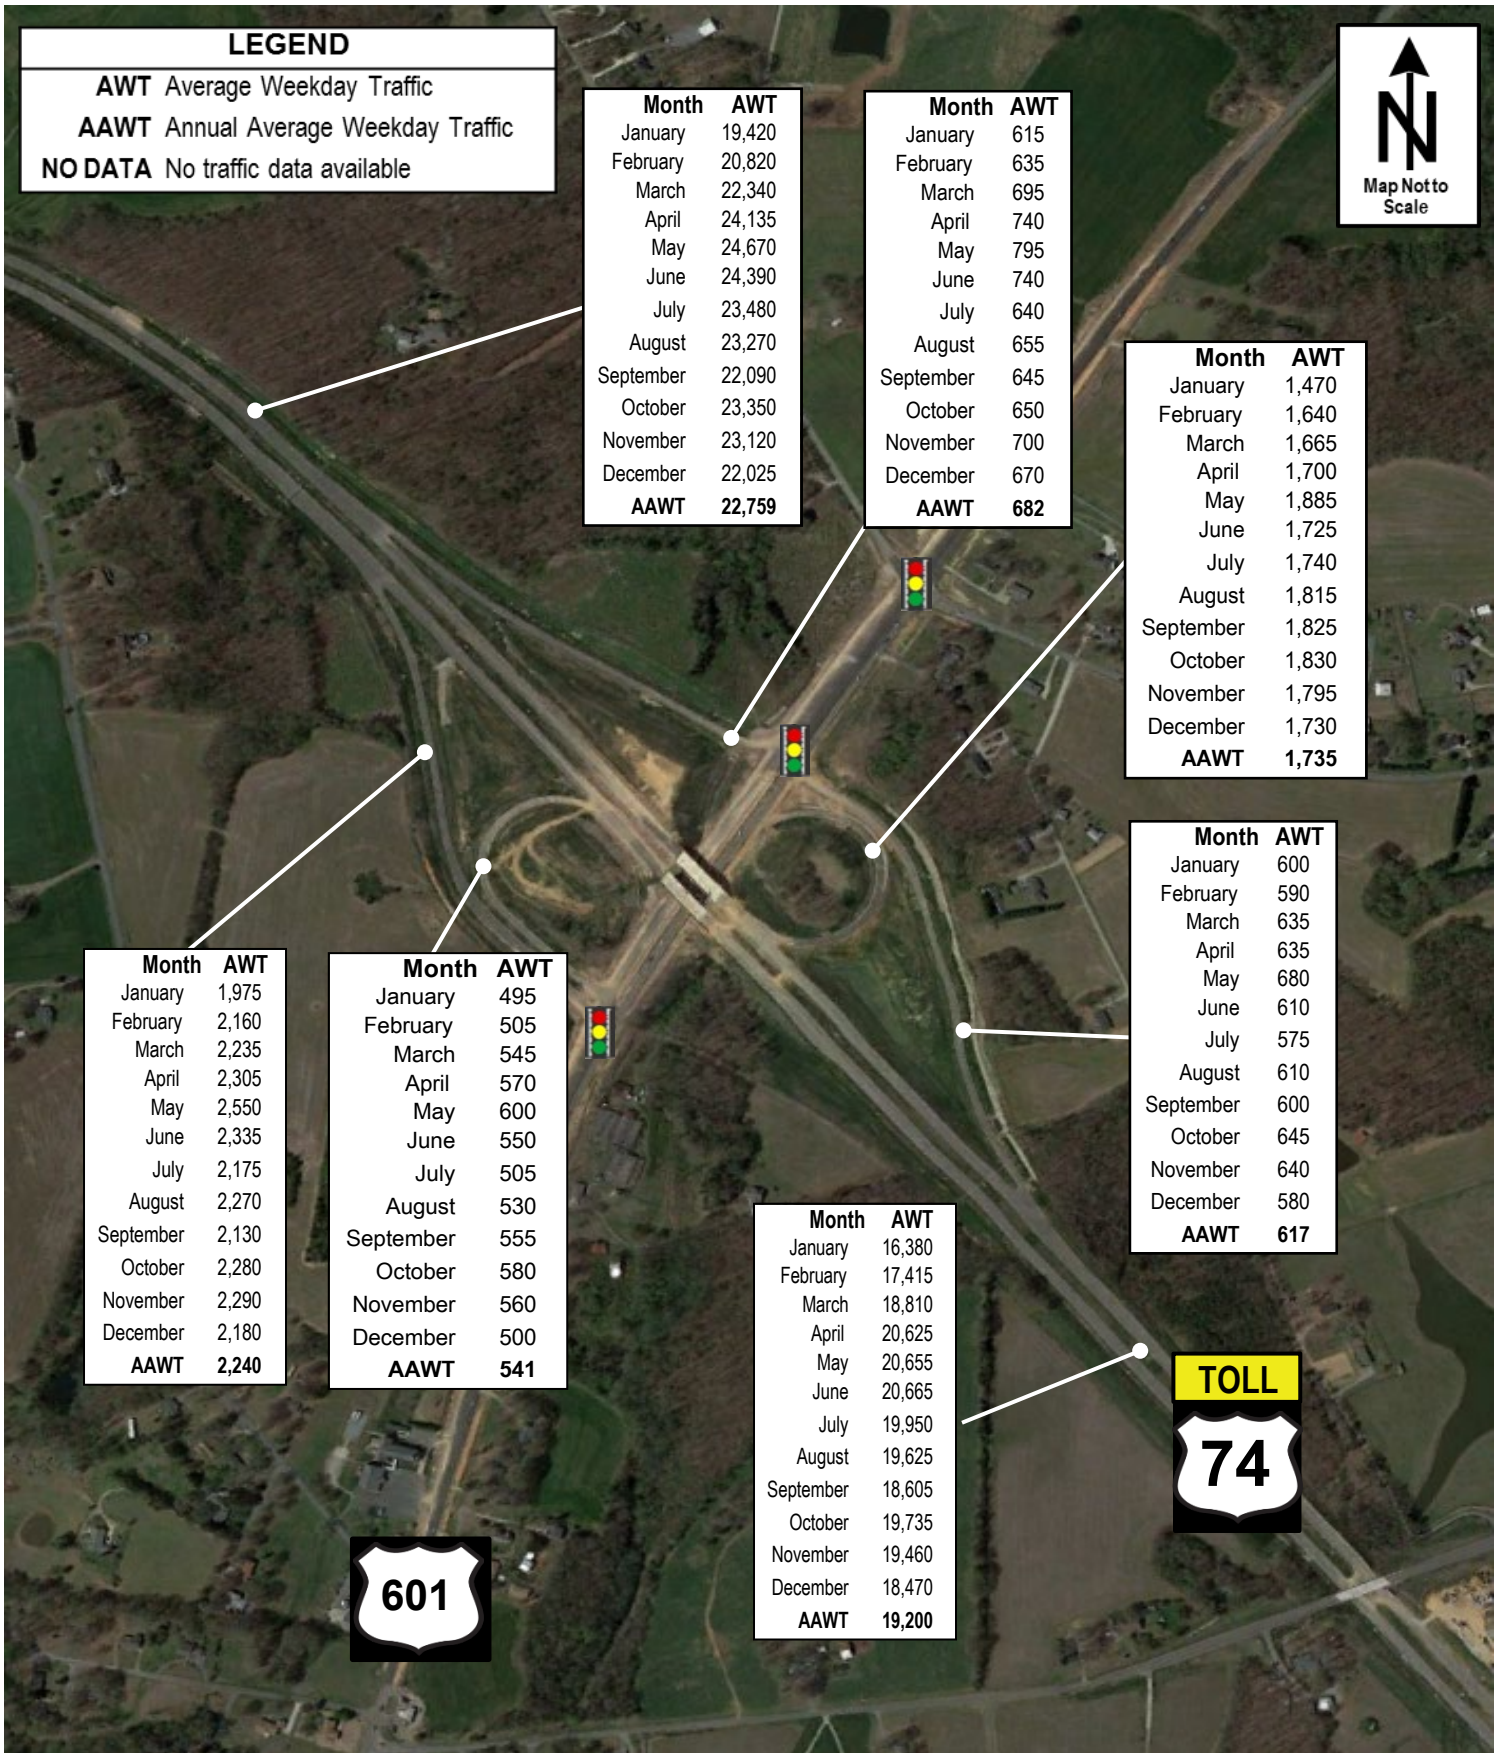 LEGEND
AWT Average Weekday Traffic
AAWT Annual Average Weekday Traffic
NO DATA No traffic data available
N
Map Not to
Scale
Month AWT
January 19,420
February 20,820
March 22,340
April 24,135
May 24,670
June 24,390
July 23,480
August 23,270
September 22,090
October 23,350
November 23,120
December 22,025
AAWT 22,759
Month AWT
January 615
February 635
March 695
April 740
May 795
June 740
July 640
August 655
September 645
October 650
November 700
December 670
AAWT 682
Month AWT
January 1,470
February 1,640
March 1,665
April 1,700
May 1,885
June 1,725
July 1,740
August 1,815
September 1,825
October 1,830
November 1,795
December 1,730
AAWT 1,735
Month AWT
January 600
February 590
March 635
April 635
May 680
June 610
July 575
August 610
September 600
October 645
November 640
December 580
AAWT 617
Month AWT
January 1,975
February 2,160
March 2,235
April 2,305
May 2,550
June 2,335
July 2,175
August 2,270
September 2,130
October 2,280
November 2,290
December 2,180
AAWT 2,240
Month AWT
January 495
February 505
March 545
April 570
May 600
June 550
July 505
August 530
September 555
October 580
November 560
December 500
AAWT 541
Month AWT
January 16,380
February 17,415
March 18,810
April 20,625
May 20,655
June 20,665
July 19,950
August 19,625
September 18,605
October 19,735
November 19,460
December 18,470
AAWT 19,200
TOLL
74
601